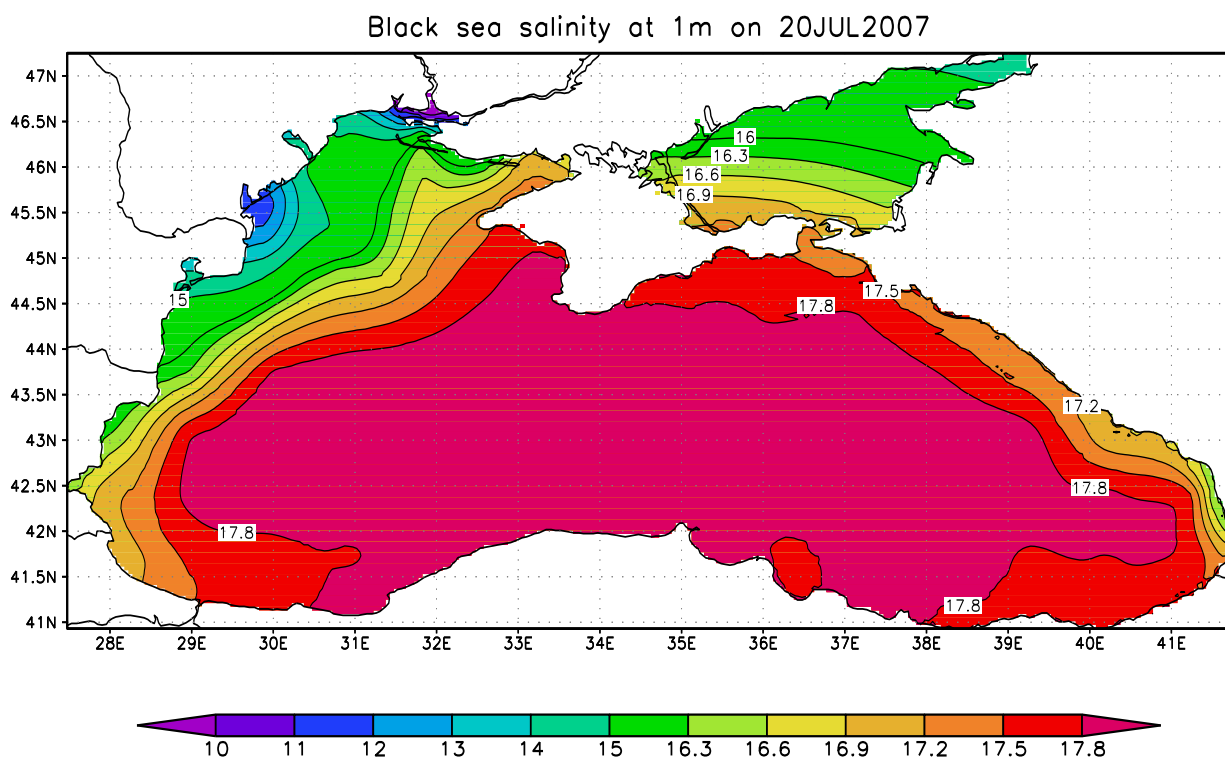 Black sea salinity at 1m on 20JUL2007
47N
46.5N
46N
45.5N
45N
44.5N
44N
43.5N
43N
42.5N
42N
41.5N
41N
16
16.3
16.6
16.9
15
17.5
17.8
17.2
17.8
17.8
17.8
28E 29E 30E 31E 32E 33E 34E 35E 36E 37E 38E 39E 40E 41E
10 11 12 13 14 15 16.3 16.6 16.9 17.2 17.5 17.8